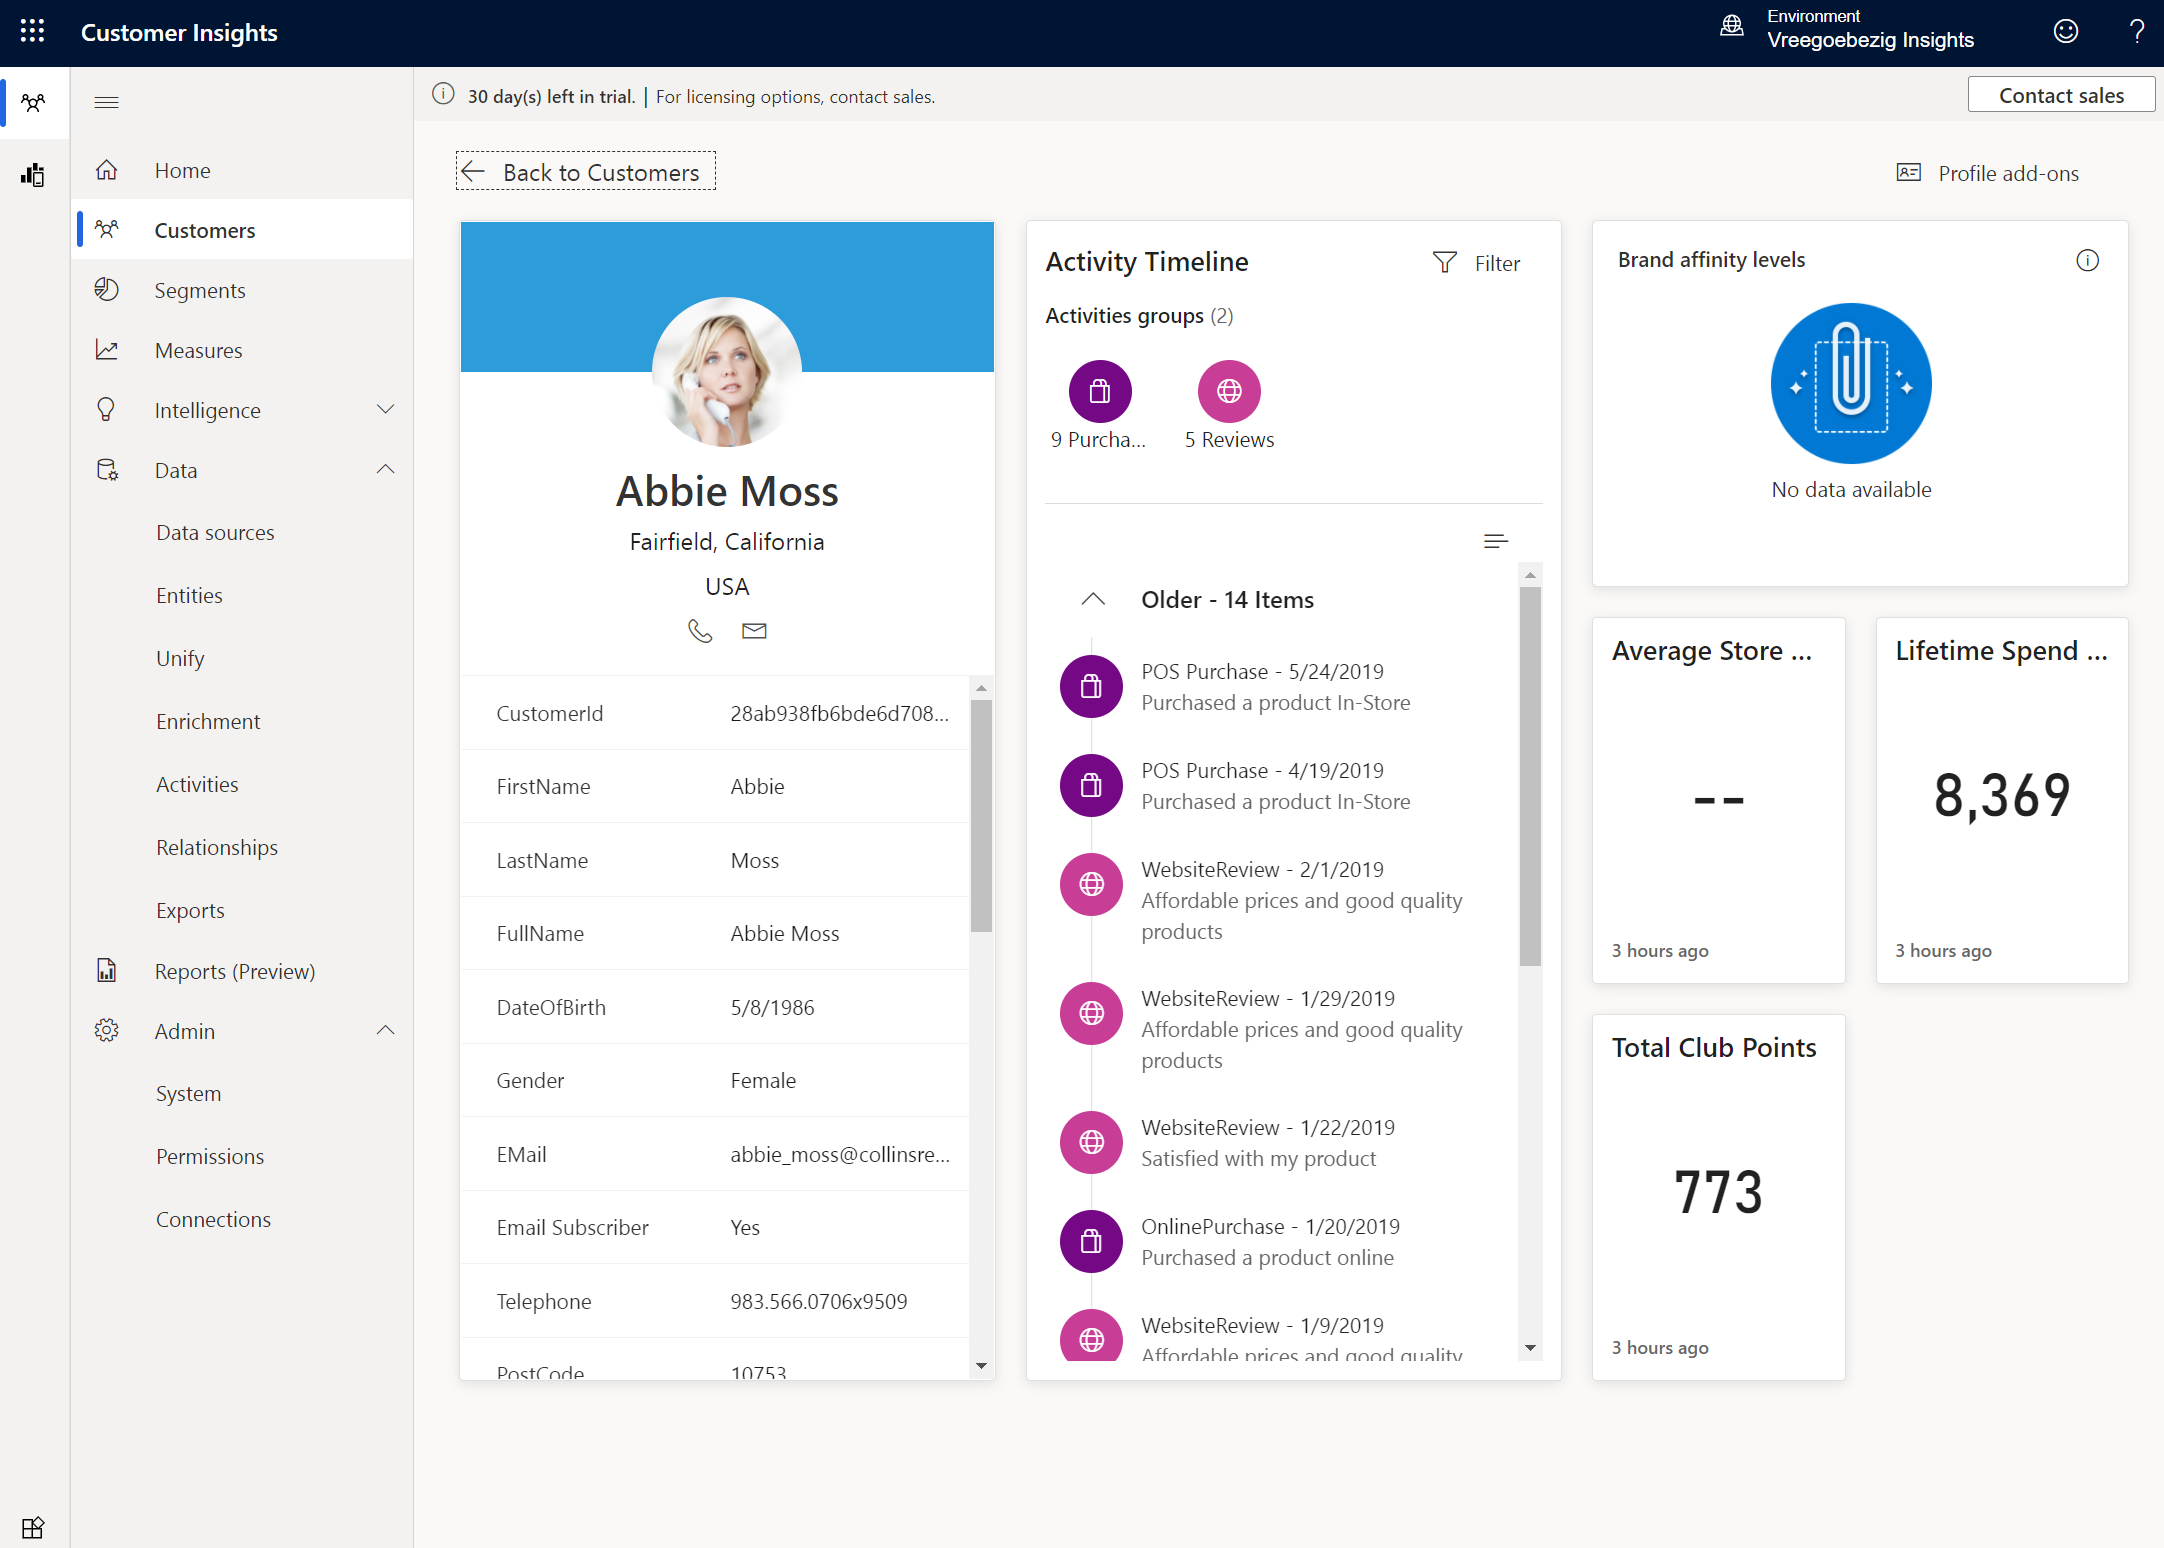 Customer Insights
Environment
Vreegoebezig Insights
?
30 day(s) left in trial. | For licensing options, contact sales.
Contact sales
Home
Customers
Segments
Measures
Intelligence
Data
Data sources
Entities
Unify
Enrichment
Activities
Relationships
Exports
Reports (Preview)
Admin
System
Permissions
Connections
Back to Customers
Profile add-ons
Abbie Moss
Fairfield, California
USA
CustomerId 28ab938fb6bde6d708...
FirstName Abbie
LastName Moss
FullName Abbie Moss
DateOfBirth 5/8/1986
Gender Female
EMail abbie_moss@collinsre...
Email Subscriber Yes
Telephone 983.566.0706x9509
PostCode 10753
Activity Timeline
Filter
Activities groups (2)
9 Purcha... 5 Reviews
Older - 14 Items
POS Purchase - 5/24/2019
Purchased a product In-Store
POS Purchase - 4/19/2019
Purchased a product In-Store
WebsiteReview - 2/1/2019
Affordable prices and good quality
products
WebsiteReview - 1/29/2019
Affordable prices and good quality
products
WebsiteReview - 1/22/2019
Satisfied with my product
OnlinePurchase - 1/20/2019
Purchased a product online
WebsiteReview - 1/9/2019
Affordable prices and good quality
Brand affinity levels
No data available
Average Store ...
--
3 hours ago
Lifetime Spend ...
8,369
3 hours ago
Total Club Points
773
3 hours ago